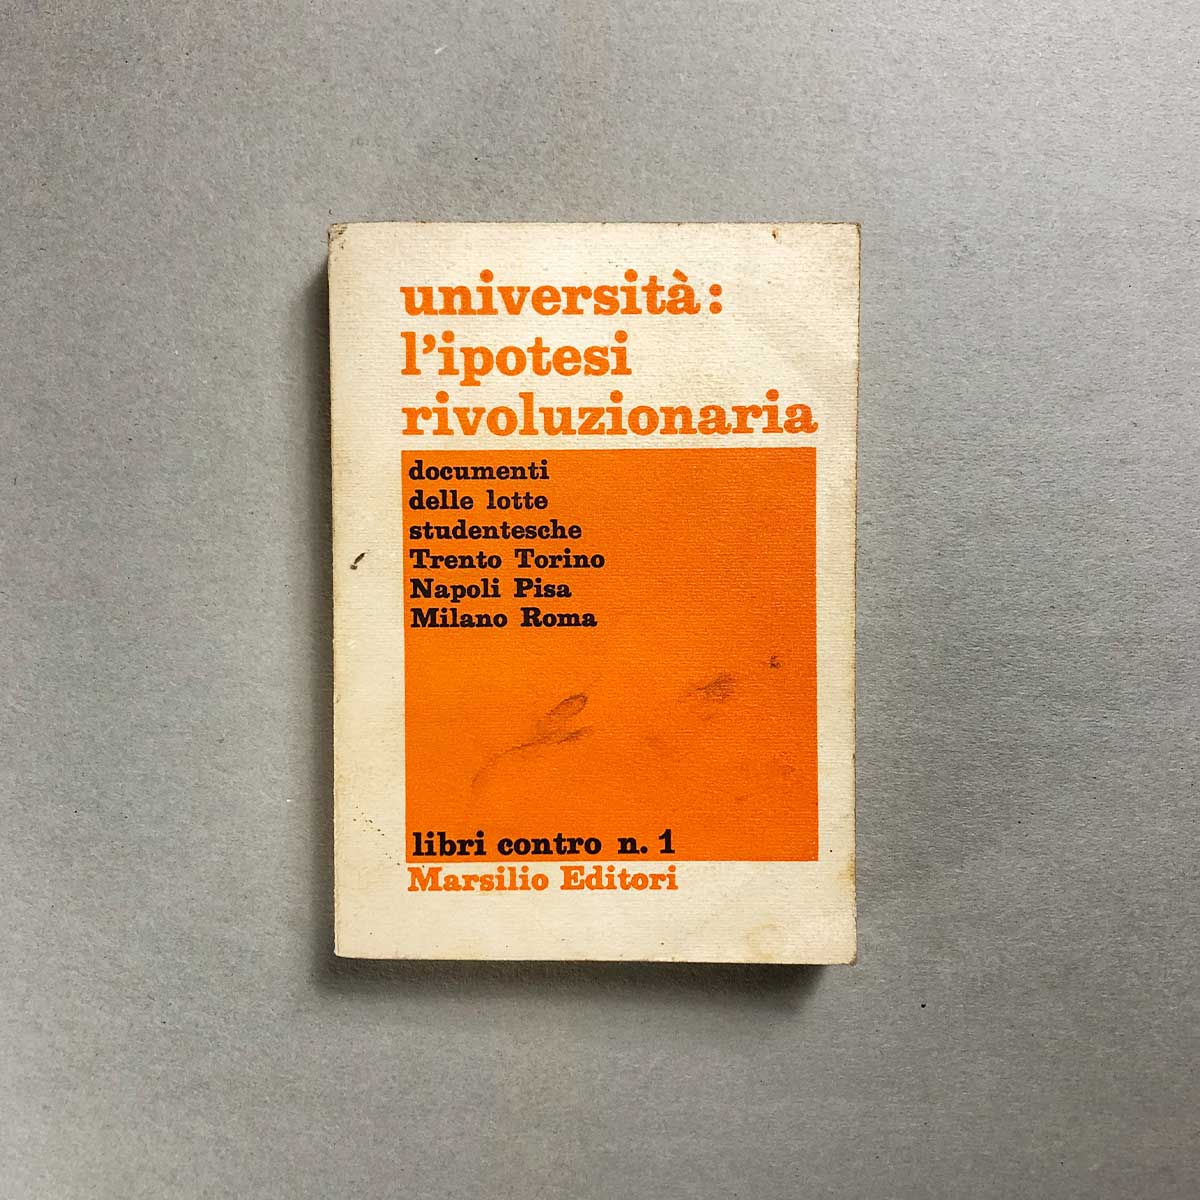 università:
l'ipotesi
rivoluzionaria
documenti
delle lotte
studentesche
Trento Torino
Napoli Pisa
Milano Roma
libri contro n. 1
Marsilio Editori